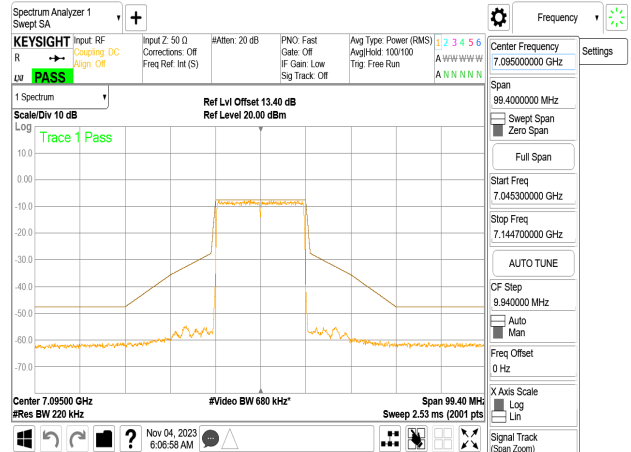 Spectrum Analyzer 1
Swept SA
Frequency
KEYSIGHT
R
LXI
PASS
Input: RF
Coupling: DC
Align: Off
Input Z: 50 Ω
Corrections: Off
Freq Ref: Int (S)
#Atten: 20 dB
PNO: Fast
Gate: Off
IF Gain: Low
Sig Track: Off
Avg Type: Power (RMS)
Avg|Hold: 100/100
Trig: Free Run
1 2 3 4 5 6
A W W W W W
A N N N N N
1 Spectrum
Scale/Div 10 dB
Ref Lvl Offset 13.40 dB
Ref Level 20.00 dBm
Log
Trace 1 Pass
10.0
0.00
-10.0
-20.0
-30.0
-40.0
-50.0
-60.0
-70.0
Center 7.09500 GHz
#Res BW 220 kHz
#Video BW 680 kHz*
Span 99.40 MHz
Sweep 2.53 ms (2001 pts
Nov 04, 2023
6:06:58 AM
Center Frequency
7.095000000 GHz
Settings
Span
99.4000000 MHz
Swept Span
Zero Span
Full Span
Start Freq
7.045300000 GHz
Stop Freq
7.144700000 GHz
AUTO TUNE
CF Step
9.940000 MHz
Auto
Man
Freq Offset
0 Hz
X Axis Scale
Log
Lin
Signal Track
(Span Zoom)